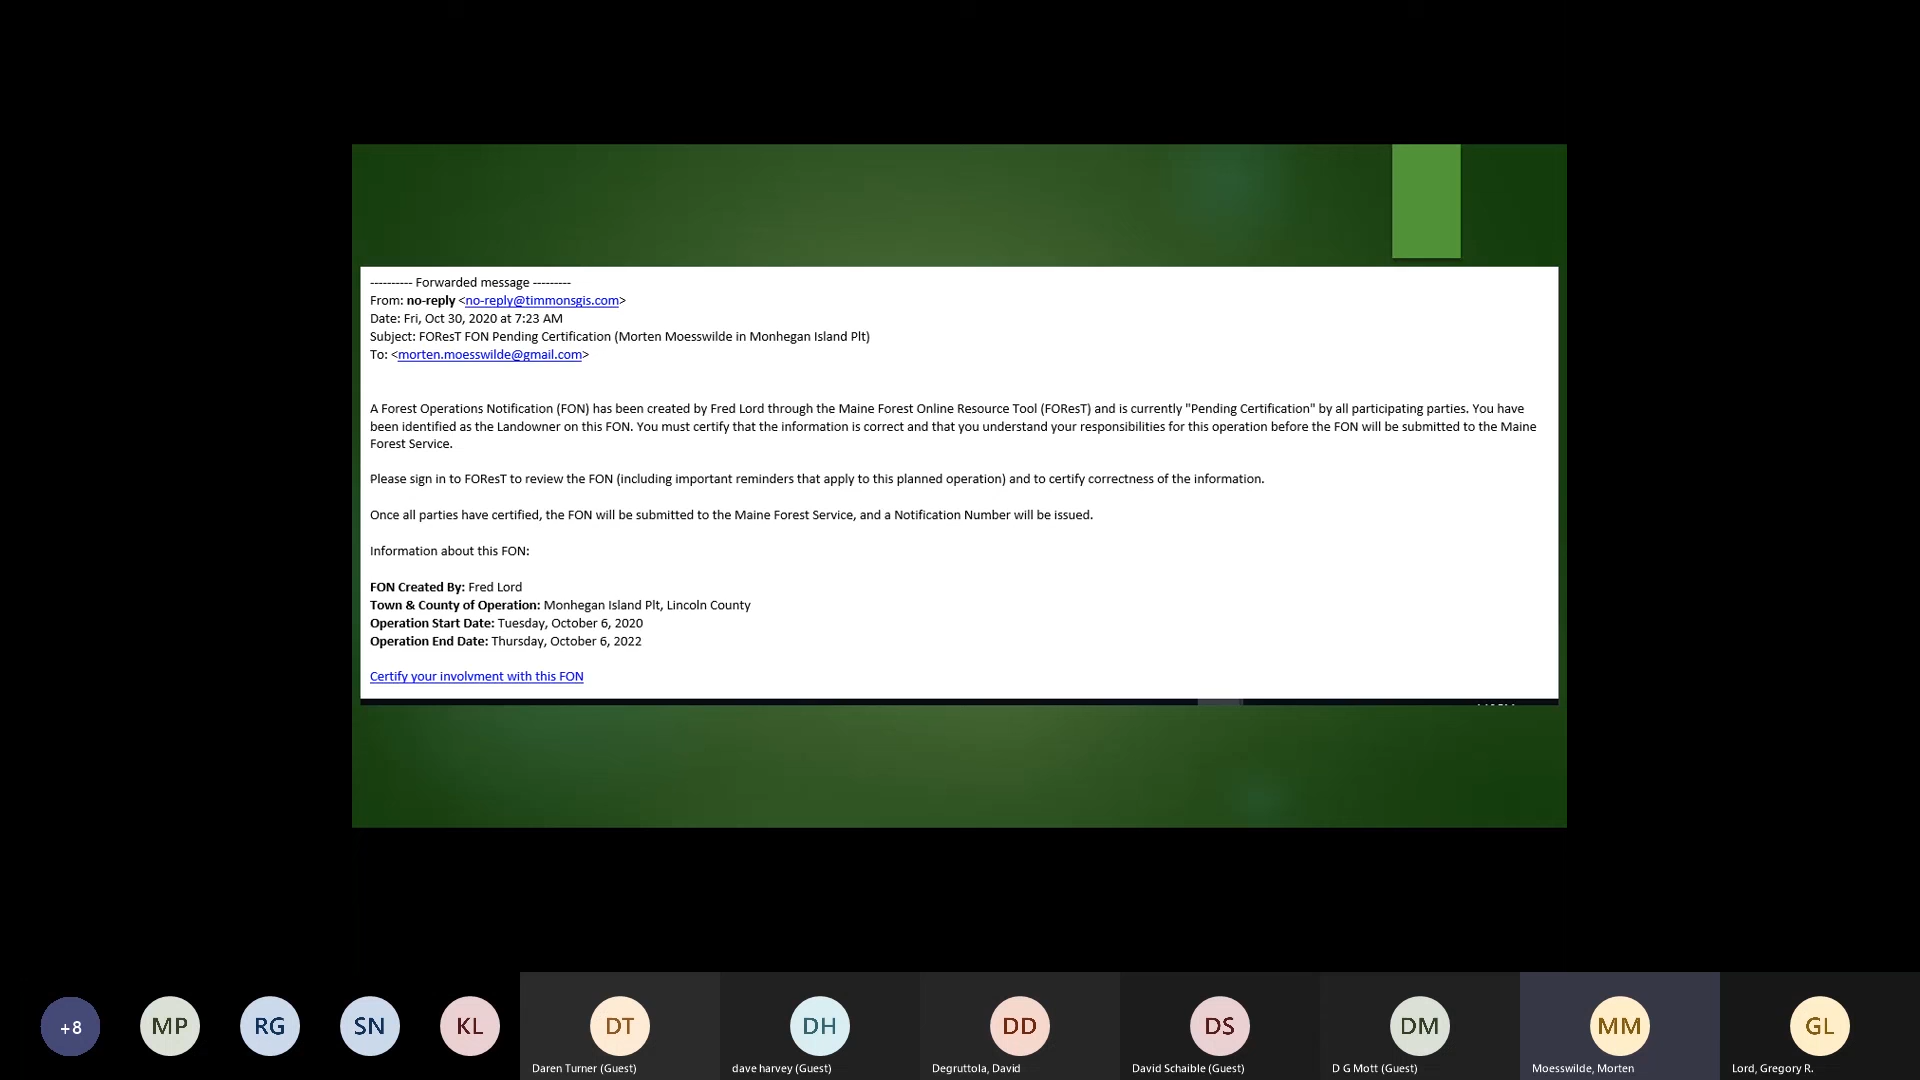 ---------- Forwarded message ---------
From: no-reply <no-reply@timmonsgis.com>
Date: Fri, Oct 30, 2020 at 7:23 AM
Subject: FOResT FON Pending Certification (Morten Moesswilde in Monhegan Island Plt)
To: <morten.moesswilde@gmail.com>
A Forest Operations Notification (FON) has been created by Fred Lord through the Maine Forest Online Resource Tool (FOResT) and is currently "Pending Certification" by all participating parties. You have
been identified as the Landowner on this FON. You must certify that the information is correct and that you understand your responsibilities for this operation before the FON will be submitted to the Maine
Forest Service.
Please sign in to FOResT to review the FON (including important reminders that apply to this planned operation) and to certify correctness of the information.
Once all parties have certified, the FON will be submitted to the Maine Forest Service, and a Notification Number will be issued.
Information about this FON:
FON Created By: Fred Lord
Town & County of Operation: Monhegan Island Plt, Lincoln County
Operation Start Date: Tuesday, October 6, 2020
Operation End Date: Thursday, October 6, 2022
Certify your involvment with this FON
+8 MP RG SN KL DT DH DD DS DM MM GL
Daren Turner (Guest) dave harvey (Guest) Degruttola, David David Schaible (Guest) D G Mott (Guest) Moesswilde, Morten Lord, Gregory R.